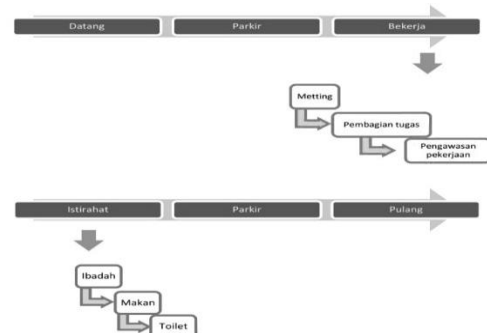 Datang
Parkir
Bekerja
Metting
Pembagian tugas
Pengawasan
pekerjaan
Istirahat
Parkir
Pulang
Ibadah
Makan
Toilet